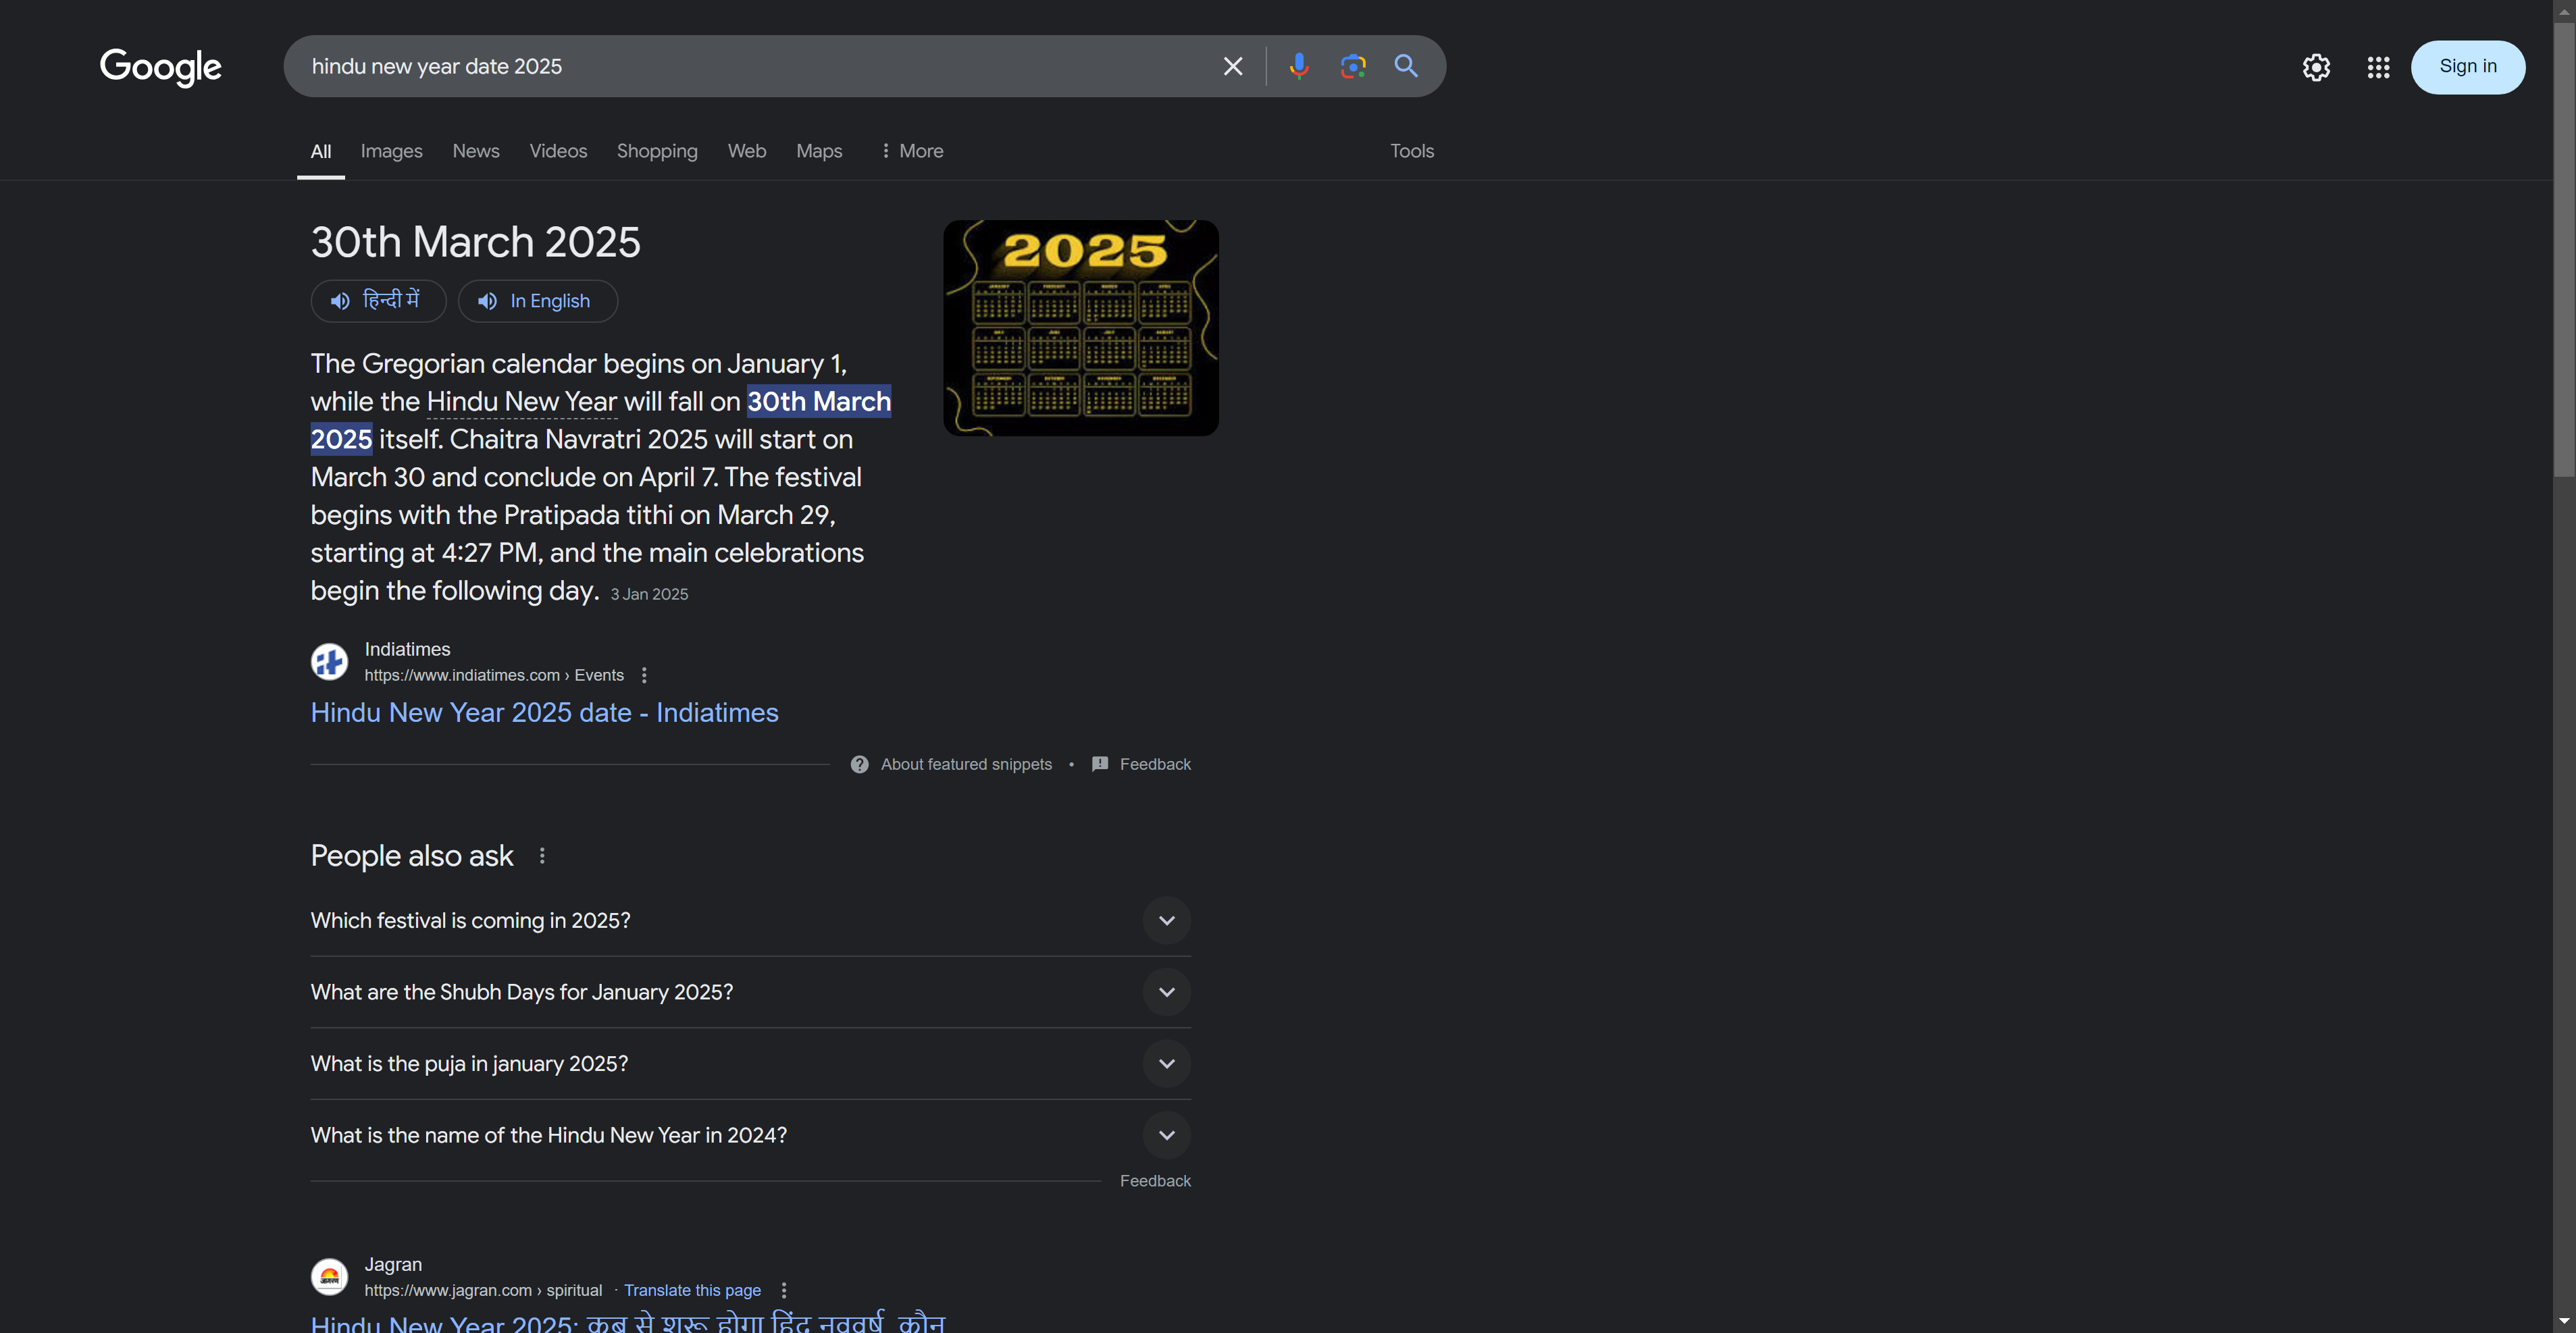 Google
hindu new year date 2025
Sign in
All Images News Videos Shopping Web Maps More Tools
30th March 2025
हिन्दी में In English
The Gregorian calendar begins on January 1,
while the Hindu New Year will fall on 30th March
2025 itself. Chaitra Navratri 2025 will start on
March 30 and conclude on April 7. The festival
begins with the Pratipada tithi on March 29,
starting at 4:27 PM, and the main celebrations
begin the following day. 3 Jan 2025
2025
Indiatimes
https://www.indiatimes.com › Events
Hindu New Year 2025 date - Indiatimes
About featured snippets • Feedback
People also ask
Which festival is coming in 2025?
What are the Shubh Days for January 2025?
What is the puja in january 2025?
What is the name of the Hindu New Year in 2024?
Feedback
Jagran
https://www.jagran.com › spiritual · Translate this page
Hindu New Year 2025: कब से शुरू होगा हिंदू नववर्ष, कौन